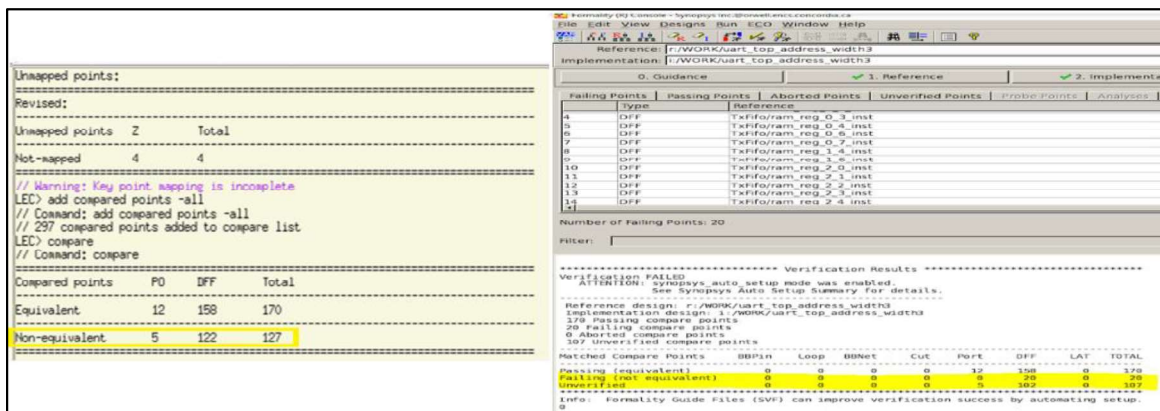 Unmapped points:
Revised:
Unmapped points Z Total
Not-mapped 4 4
// Warning: Key point mapping is incomplete
LEC> add compared points -all
// Command: add compared points -all
// 297 compared points added to compare list
LEC> compare
// Command: compare
Compared points PO DFF Total
Equivalent 12 158 170
Non-equivalent 5 122 127
Formality (R) Console - Synopsys Inc.@orwell.encs.concordia.ca
File Edit View Designs Run ECO Window Help
Reference: r:/WORK/uart_top_address_width3
Implementation: i:/WORK/uart_top_address_width3
0. Guidance 1. Reference 2. Implementa
Failing Points Passing Points Aborted Points Unverified Points Probe Points Analyses
Type Reference
4 DFF TxFifo/ram_reg_0_3_inst
5 DFF TxFifo/ram_reg_0_4_inst
6 DFF TxFifo/ram_reg_0_6_inst
7 DFF TxFifo/ram_reg_0_7_inst
8 DFF TxFifo/ram_reg_1_4_inst
9 DFF TxFifo/ram_reg_1_6_inst
10 DFF TxFifo/ram_reg_2_0_inst
11 DFF TxFifo/ram_reg_2_1_inst
12 DFF TxFifo/ram_reg_2_2_inst
13 DFF TxFifo/ram_reg_2_3_inst
14 DFF TxFifo/ram_reg_2_4_inst
Number of Failing Points: 20
Filter:
********************************* Verification Results *********************************
Verification FAILED
ATTENTION: synopsys_auto_setup mode was enabled.
See Synopsys Auto Setup Summary for details.
Reference design: r:/WORK/uart_top_address_width3
Implementation design: i:/WORK/uart_top_address_width3
170 Passing compare points
20 Failing compare points
0 Aborted compare points
107 Unverified compare points
Matched Compare Points BBPin Loop BBNet Cut Port DFF LAT TOTAL
Passing (equivalent) 0 0 0 0 12 158 0 170
Failing (not equivalent) 0 0 0 0 0 20 0 20
Unverified 0 0 0 0 5 102 0 107
Info: Formality Guide Files (SVF) can improve verification success by automating setup.
0